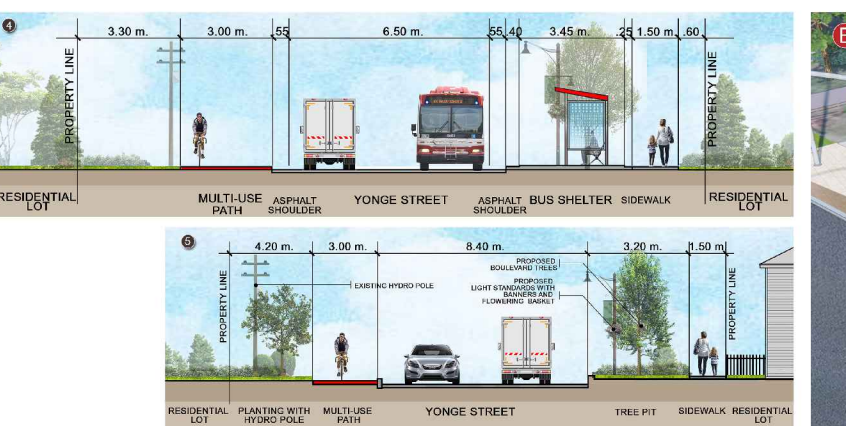 4
3.30 m.
3.00 m.
.55
6.50 m.
.55
.40
3.45 m.
.25
1.50 m.
.60
PROPERTY LINE
PROPERTY LINE
RESIDENTIAL
LOT
MULTI-USE
PATH
ASPHALT
SHOULDER
YONGE STREET
ASPHALT
SHOULDER
BUS SHELTER
SIDEWALK
RESIDENTIAL
LOT
5
4.20 m.
3.00 m.
8.40 m.
3.20 m.
1.50 m
PROPERTY LINE
EXISTING HYDRO POLE
PROPOSED
BOULEVARD TREES
PROPOSED
LIGHT STANDARDS WITH
BANNERS AND
FLOWERING BASKET
PROPERTY LINE
RESIDENTIAL
LOT
PLANTING WITH
HYDRO POLE
MULTI-USE
PATH
YONGE STREET
TREE PIT
SIDEWALK
RESIDENTIAL
LOT